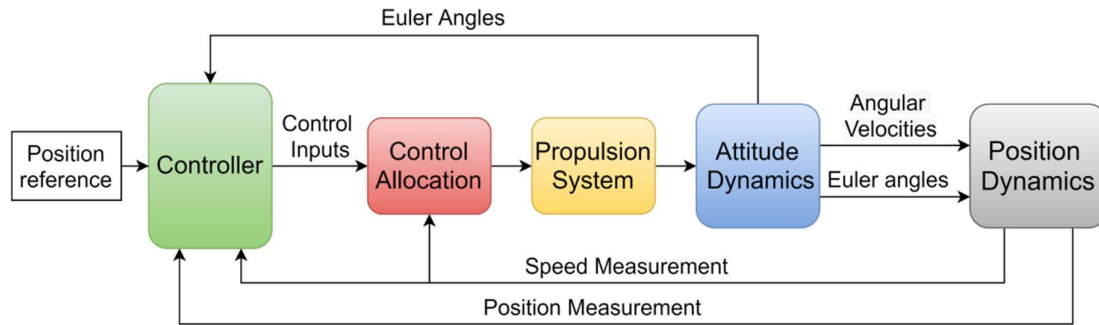 Euler Angles
Position
reference
Controller
Control
Inputs
Control
Allocation
Propulsion
System
Attitude
Dynamics
Angular
Velocities
Euler angles
Position
Dynamics
Speed Measurement
Position Measurement